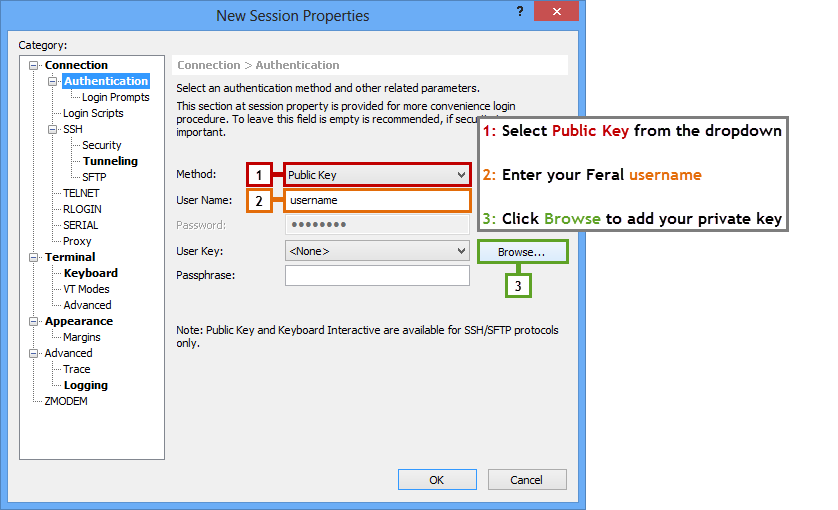 New Session Properties
?
Category:
Connection
Authentication
Login Prompts
Login Scripts
SSH
Security
Tunneling
SFTP
TELNET
RLOGIN
SERIAL
Proxy
Terminal
Keyboard
VT Modes
Advanced
Appearance
Margins
Advanced
Trace
Logging
ZMODEM
Connection > Authentication
Select an authentication method and other related parameters.
This section at session property is provided for more convenience login
procedure. To leave this field is empty is recommended, if
important.
Method:
1
Public Key
User Name:
2
username
Password:
User Key:
<None>
Browse...
3
Passphrase:
Note: Public Key and Keyboard Interactive are available for SSH/SFTP protocols
only.
OK
Cancel
1: Select Public Key from the dropdown
2: Enter your Feral username
3: Click Browse to add your private key